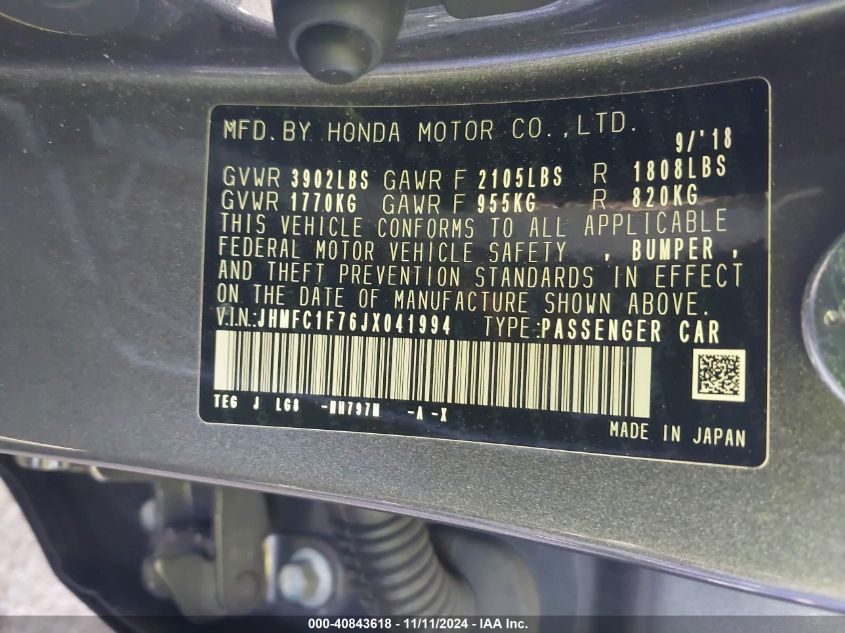 MFD. BY HONDA MOTOR CO., LTD.
9/'18
GVWR 3902LBS GAWR F 2105LBS R 1808LBS
GVWR 1770KG GAWR F 955KG R 820KG
THIS VEHICLE CONFORMS TO ALL APPLICABLE
FEDERAL MOTOR VEHICLE SAFETY , BUMPER ,
AND THEFT PREVENTION STANDARDS IN EFFECT
ON THE DATE OF MANUFACTURE SHOWN ABOVE.
V.I.N.:JHMFC1F76JX041994 TYPE:PASSENGER CAR
TEG J LG8 -NH797M -A -X
MADE IN JAPAN
000-40843618 - 11/11/2024 - IAA Inc.